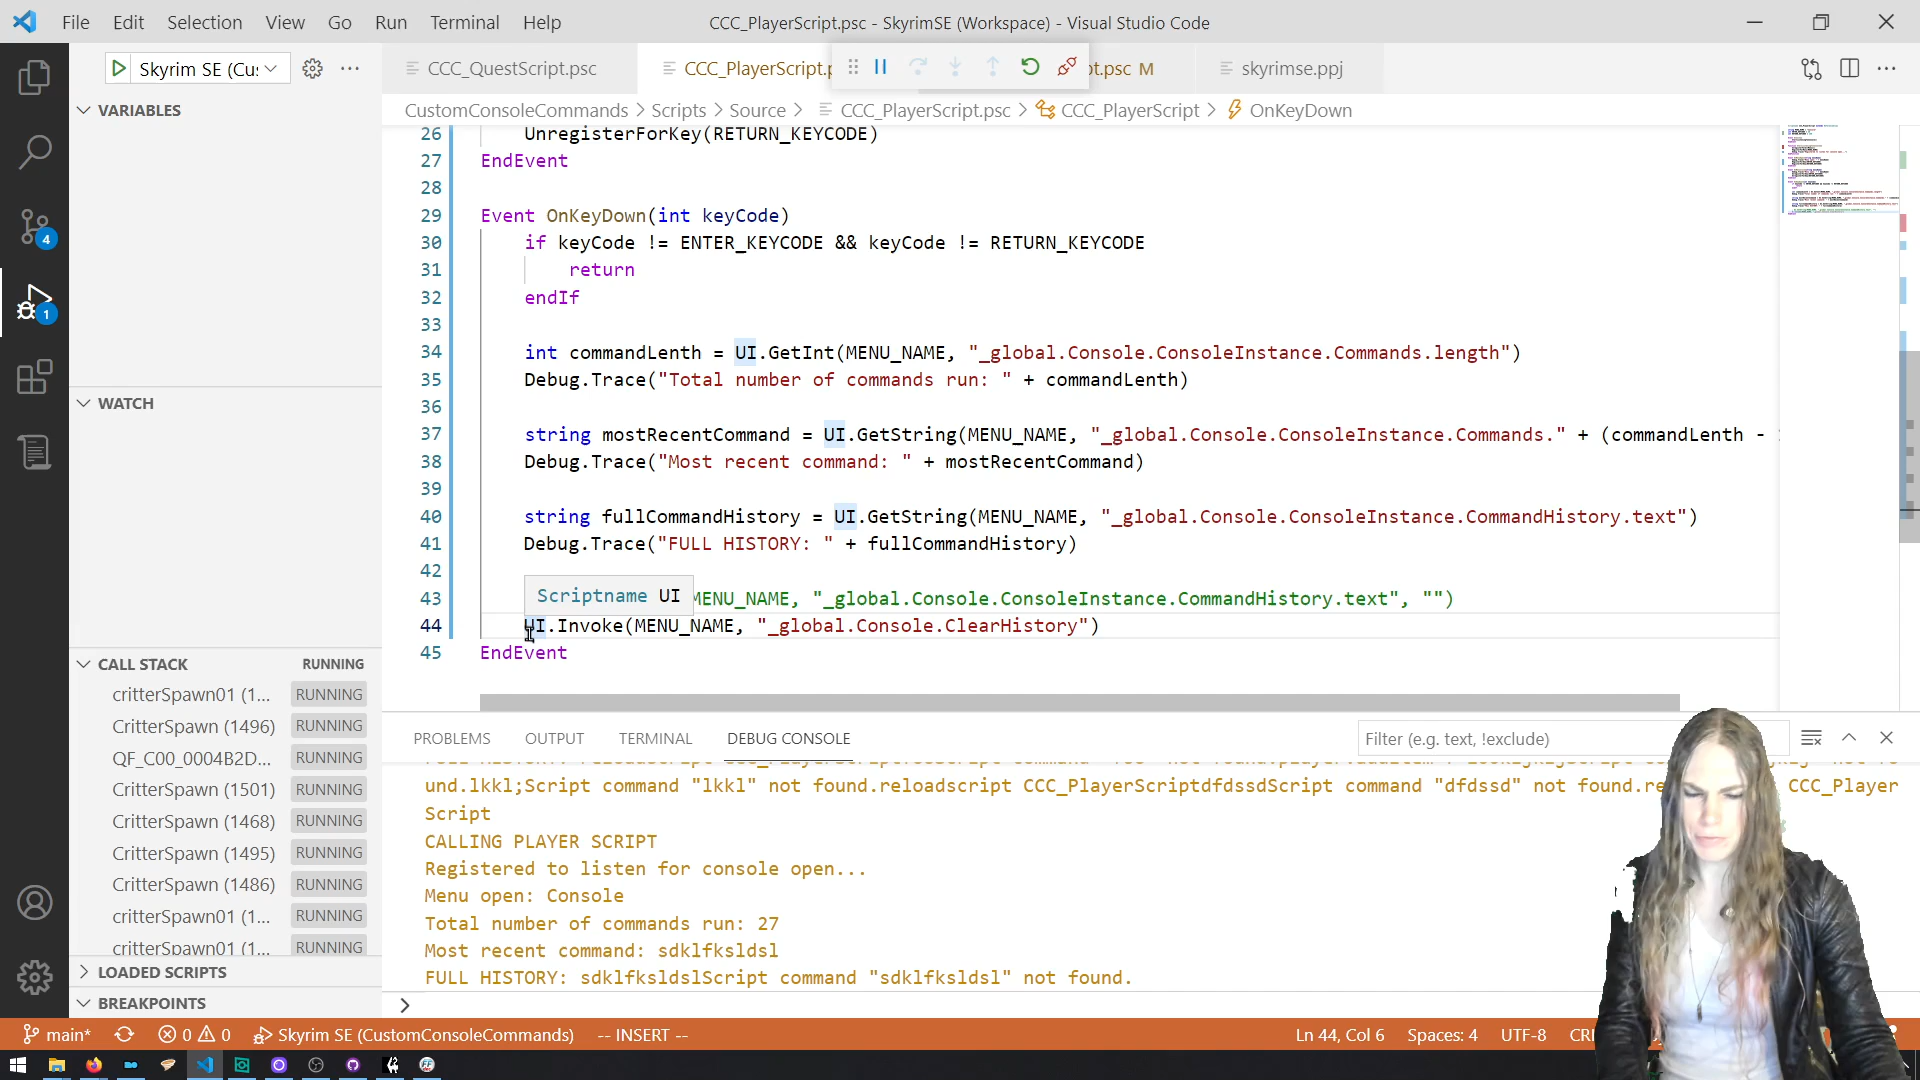 File Edit Selection View Go Run Terminal Help
CCC_PlayerScript.psc - SkyrimSE (Workspace) - Visual Studio Code
Skyrim SE (Cu
CCC_QuestScript.psc
CCC_PlayerScript.p
ot.psc M
skyrimse.ppj
CustomConsoleCommands > Scripts > Source > CCC_PlayerScript.psc > CCC_PlayerScript > OnKeyDown
VARIABLES
WATCH
CALL STACK RUNNING
critterSpawn01 (1... RUNNING
CritterSpawn (1496) RUNNING
QF_C00_0004B2D... RUNNING
CritterSpawn (1501) RUNNING
CritterSpawn (1468) RUNNING
CritterSpawn (1495) RUNNING
CritterSpawn (1486) RUNNING
critterSpawn01 (1... RUNNING
critterSpawn01 (1... RUNNING
LOADED SCRIPTS
BREAKPOINTS
4
1
26 UnregisterForKey(RETURN_KEYCODE)
27 EndEvent
28
29 Event OnKeyDown(int keyCode)
30 if keyCode != ENTER_KEYCODE && keyCode != RETURN_KEYCODE
31 return
32 endIf
33
34 int commandLenth = UI.GetInt(MENU_NAME, "_global.Console.ConsoleInstance.Commands.length")
35 Debug.Trace("Total number of commands run: " + commandLenth)
36
37 string mostRecentCommand = UI.GetString(MENU_NAME, "_global.Console.ConsoleInstance.Commands." + (commandLenth -
38 Debug.Trace("Most recent command: " + mostRecentCommand)
39
40 string fullCommandHistory = UI.GetString(MENU_NAME, "_global.Console.ConsoleInstance.CommandHistory.text")
41 Debug.Trace("FULL HISTORY: " + fullCommandHistory)
42
Scriptname UI
43 MENU_NAME, "_global.Console.ConsoleInstance.CommandHistory.text", "")
44 UI.Invoke(MENU_NAME, "_global.Console.ClearHistory")
45 EndEvent
PROBLEMS OUTPUT TERMINAL DEBUG CONSOLE
Filter (e.g. text, !exclude)
und.lkkl;Script command "lkkl" not found.reloadscript CCC_PlayerScriptdfdssdScript command "dfdssd" not found.re CCC_Player
Script
CALLING PLAYER SCRIPT
Registered to listen for console open...
Menu open: Console
Total number of commands run: 27
Most recent command: sdklfksldsl
FULL HISTORY: sdklfksldslScript command "sdklfksldsl" not found.
>
main* 0 0 Skyrim SE (CustomConsoleCommands) -- INSERT --
Ln 44, Col 6 Spaces: 4 UTF-8